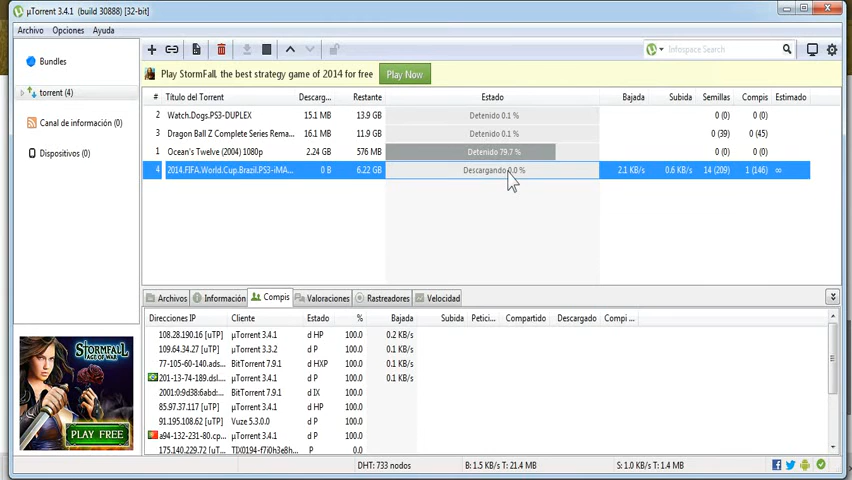 µTorrent 3.4.1 (build 30888) [32-bit]
Archivo Opciones Ayuda
Infospace Search
Bundles
torrent (4)
Canal de información (0)
Dispositivos (0)
Play StormFall, the best strategy game of 2014 for free Play Now
# Título del Torrent Descarg... Restante Estado Bajada Subida Semillas Compis Estimado
2 Watch.Dogs.PS3-DUPLEX 15.1 MB 13.9 GB Detenido 0.1 % 0 (0) 0 (0)
3 Dragon Ball Z Complete Series Rema... 16.1 MB 11.9 GB Detenido 0.1 % 0 (39) 0 (45)
1 Ocean's Twelve (2004) 1080p 2.24 GB 576 MB Detenido 79.7 % 0 (0) 0 (0)
4 2014.FIFA.World.Cup.Brazil.PS3-iMA... 0 B 6.22 GB Descargando 0.0 % 2.1 KB/s 0.6 KB/s 14 (209) 1 (146) ∞
Archivos Información Compis Valoraciones Rastreadores Velocidad
Direcciones IP Cliente Estado % Bajada Subida Petici... Compartido Descargado Compi ...
108.28.190.16 [uTP] µTorrent 3.4.1 d HP 100.0 0.2 KB/s
109.64.34.27 [uTP] µTorrent 3.3.2 d P 100.0 0.1 KB/s
77-105-60-140.ads... BitTorrent 7.9.1 d HXP 100.0 0.1 KB/s
201-13-74-189.dsl... µTorrent 3.4.1 d P 100.0 0.1 KB/s
2001:0:9d38:6abd:... BitTorrent 7.9.1 d IX 100.0
85.97.37.117 [uTP] µTorrent 3.4.1 d HP 100.0
91.195.108.62 [uTP] Vuze 5.3.0.0 d P 100.0
a94-132-231-80.cp... µTorrent 3.4.1 d P 100.0
175.140.229.72 [uT... TIX0194-f7i0h3e8h... d P 100.0
STORMFALL
AGE OF WAR
PLAY FREE
DHT: 733 nodos B: 1.5 KB/s T: 21.4 MB S: 1.0 KB/s T: 1.4 MB